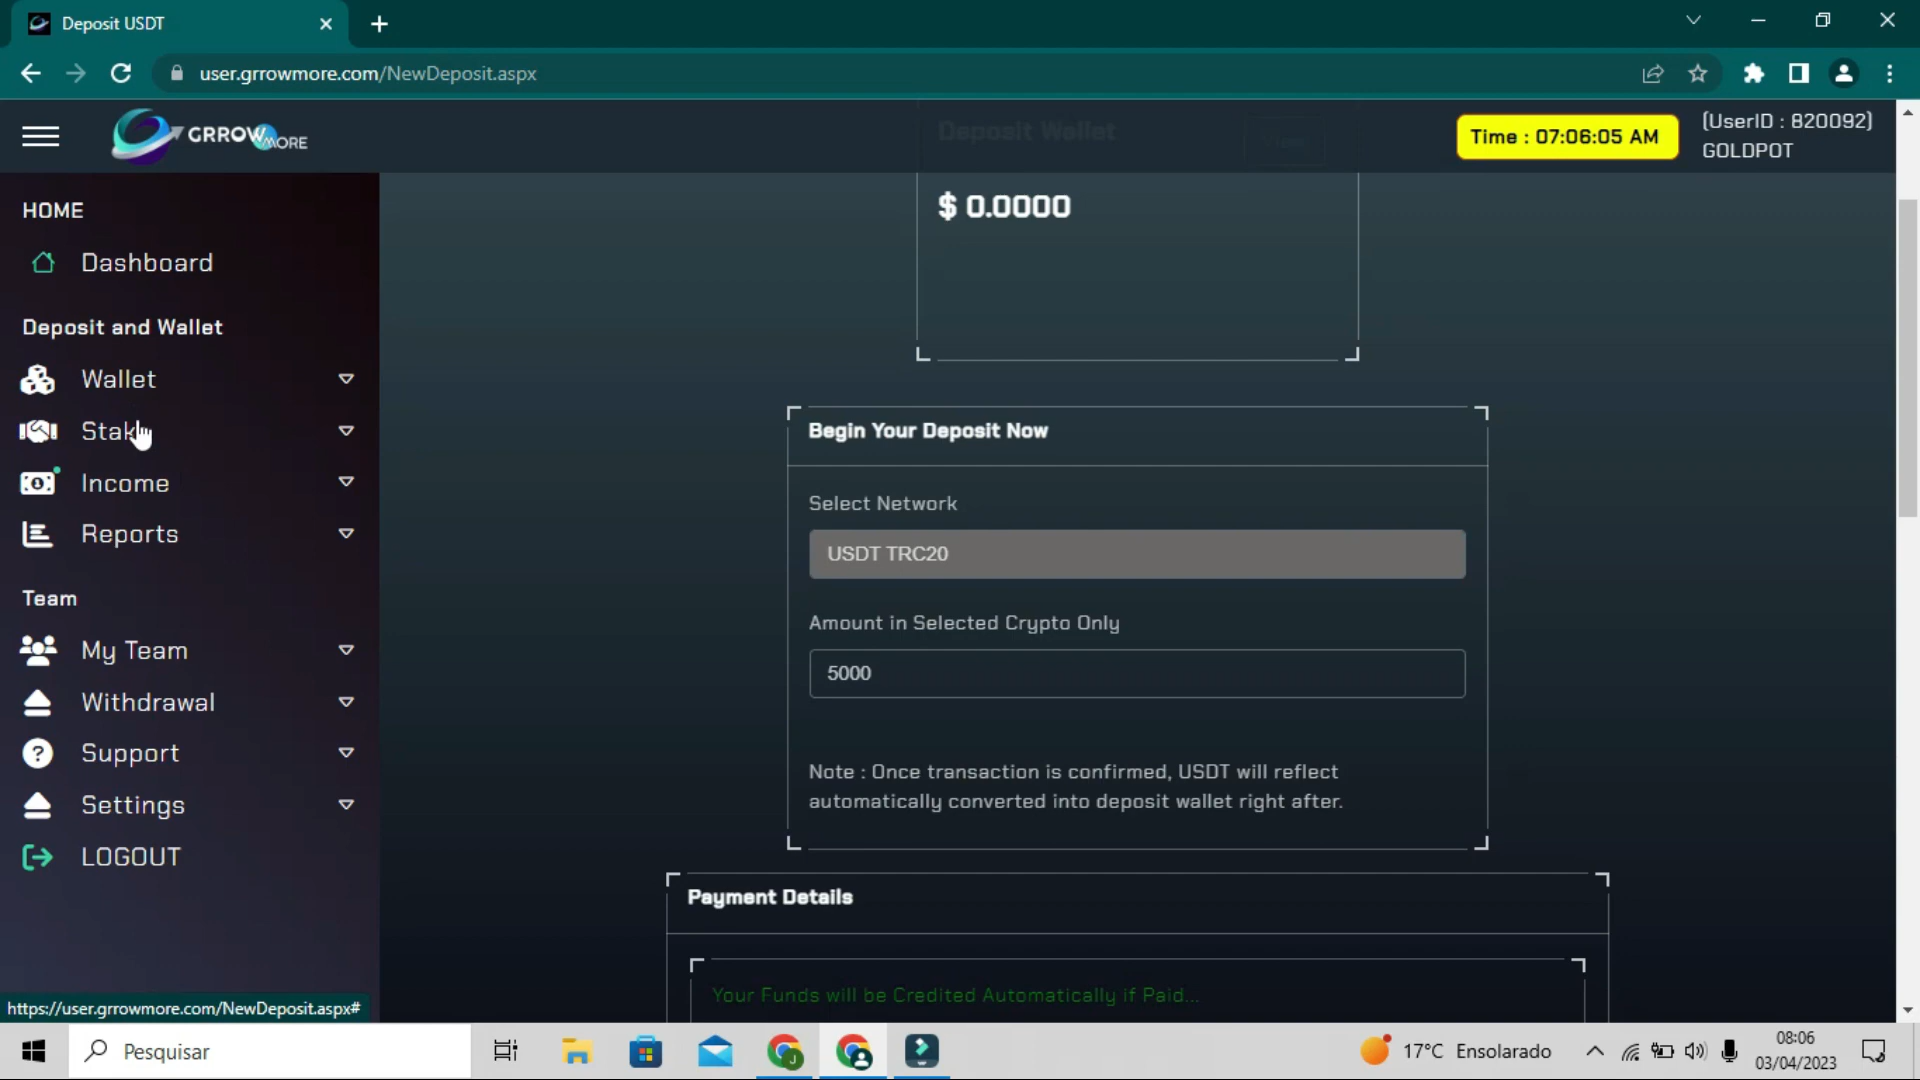 Deposit USDT
user.grrowmore.com/NewDeposit.aspx
GRROWMORE
Deposit Wallet
Time : 07:06:05 AM
(UserID : 820092)
GOLDPOT
HOME
Dashboard
Deposit and Wallet
Wallet
Stak
Income
Reports
Team
My Team
Withdrawal
Support
Settings
LOGOUT
$ 0.0000
Begin Your Deposit Now
Select Network
USDT TRC20
Amount in Selected Crypto Only
5000
Note : Once transaction is confirmed, USDT will reflect
automatically converted into deposit wallet right after.
Payment Details
Your Funds will be Credited Automatically if Paid...
https://user.grrowmore.com/NewDeposit.aspx#
Pesquisar
17°C Ensolarado
08:06
03/04/2023